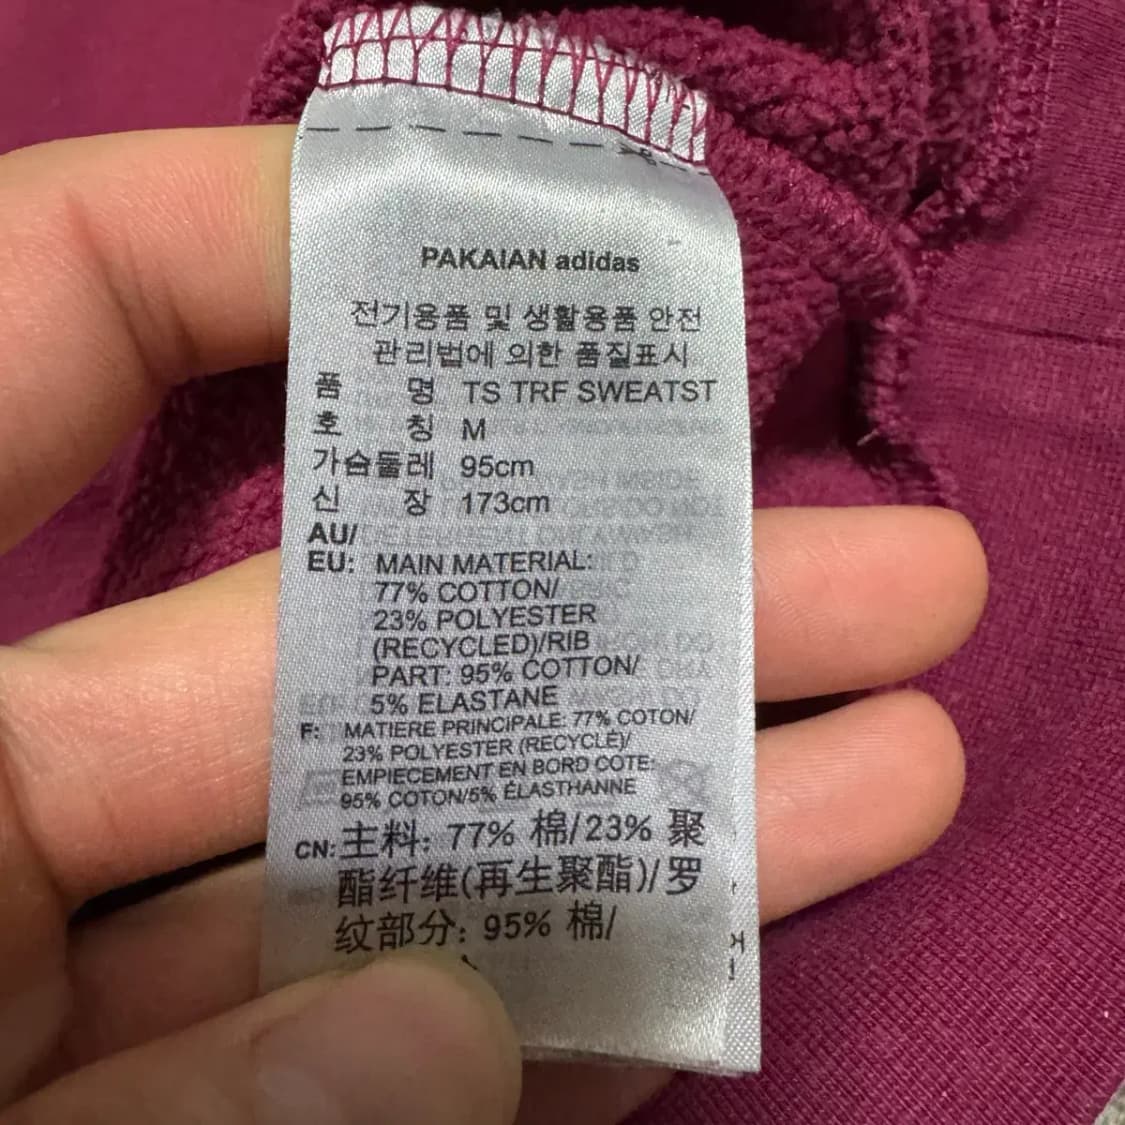 PAKAIAN adidas
전기용품 및 생활용품 안전
관리법에 의한 품질표시
품 명 TS TRF SWEATST
호 칭 M
가슴둘레 95cm
신 장 173cm
AU/
EU: MAIN MATERIAL:
77% COTTON/
23% POLYESTER
(RECYCLED)/RIB
PART: 95% COTTON/
5% ELASTANE
F: MATIERE PRINCIPALE: 77% COTON/
23% POLYESTER (RECYCLÉ)/
EMPIECEMENT EN BORD COTE:
95% COTON/5% ÉLASTHANNE
CN: 主料: 77% 棉/23% 聚
酯纤维(再生聚酯)/罗
纹部分: 95% 棉/